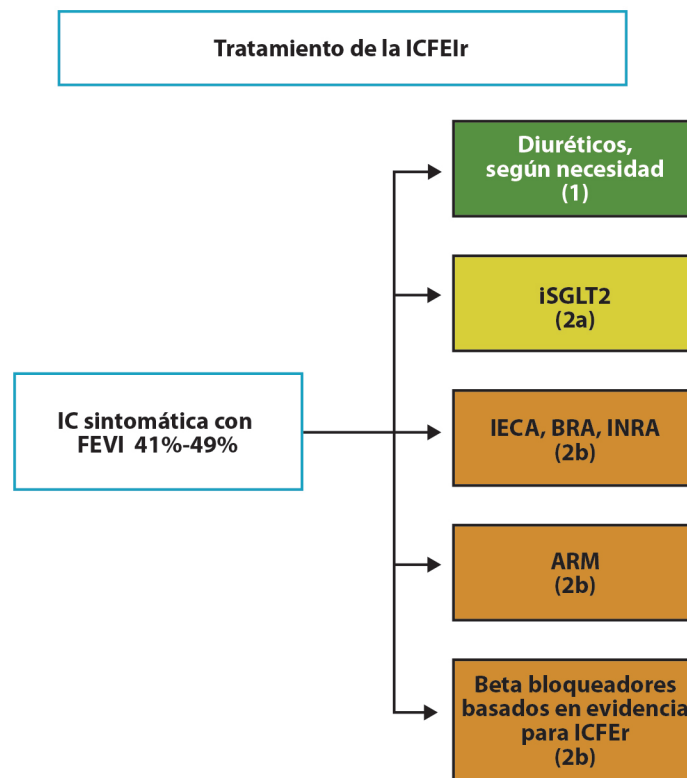 Tratamiento de la ICFEIr
Diuréticos,
según necesidad
(1)
iSGLT2
(2a)
IC sintomática con
FEVI 41%-49%
IECA, BRA, INRA
(2b)
ARM
(2b)
Beta bloqueadores
basados en evidencia
para ICFEr
(2b)